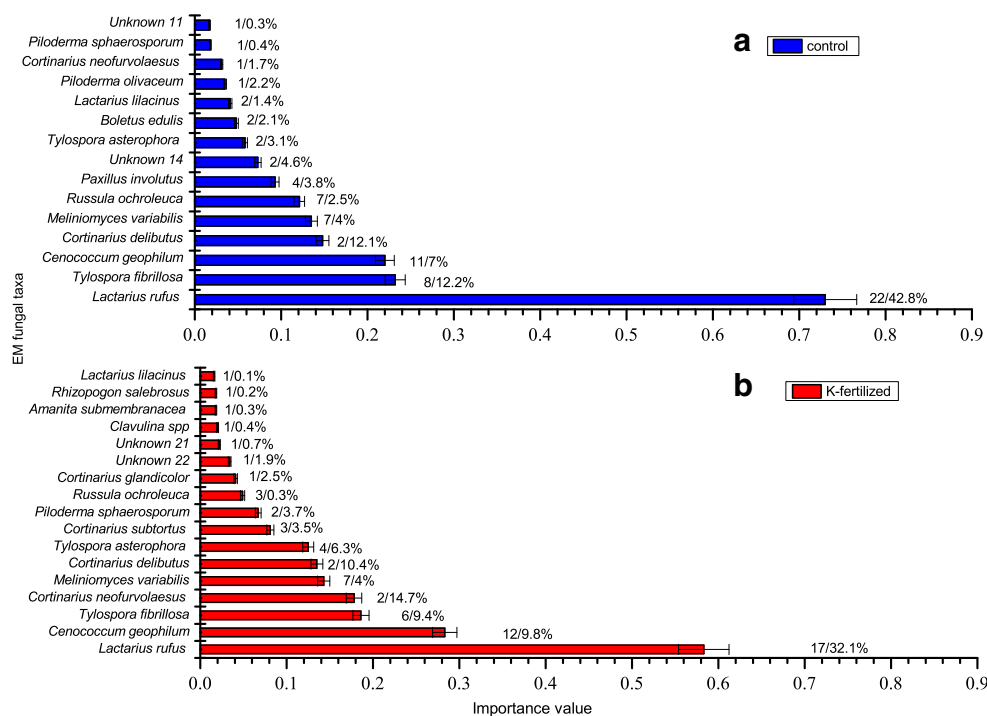 EM fungal taxa
a
control
Unknown 11 1/0.3%
Piloderma sphaerosporum 1/0.4%
Cortinarius neofurvolaesus 1/1.7%
Piloderma olivaceum 1/2.2%
Lactarius lilacinus 2/1.4%
Boletus edulis 2/2.1%
Tylospora asterophora 2/3.1%
Unknown 14 2/4.6%
Paxillus involutus 4/3.8%
Russula ochroleuca 7/2.5%
Meliniomyces variabilis 7/4%
Cortinarius delibutus 2/12.1%
Cenococcum geophilum 11/7%
Tylospora fibrillosa 8/12.2%
Lactarius rufus 22/42.8%
0.0 0.1 0.2 0.3 0.4 0.5 0.6 0.7 0.8 0.9
b
K-fertilized
Lactarius lilacinus 1/0.1%
Rhizopogon salebrosus 1/0.2%
Amanita submembranacea 1/0.3%
Clavulina spp 1/0.4%
Unknown 21 1/0.7%
Unknown 22 1/1.9%
Cortinarius glandicolor 1/2.5%
Russula ochroleuca 3/0.3%
Piloderma sphaerosporum 2/3.7%
Cortinarius subtortus 3/3.5%
Tylospora asterophora 4/6.3%
Cortinarius delibutus 2/10.4%
Meliniomyces variabilis 7/4%
Cortinarius neofurvolaesus 2/14.7%
Tylospora fibrillosa 6/9.4%
Cenococcum geophilum 12/9.8%
Lactarius rufus 17/32.1%
0.0 0.1 0.2 0.3 0.4 0.5 0.6 0.7 0.8 0.9
Importance value